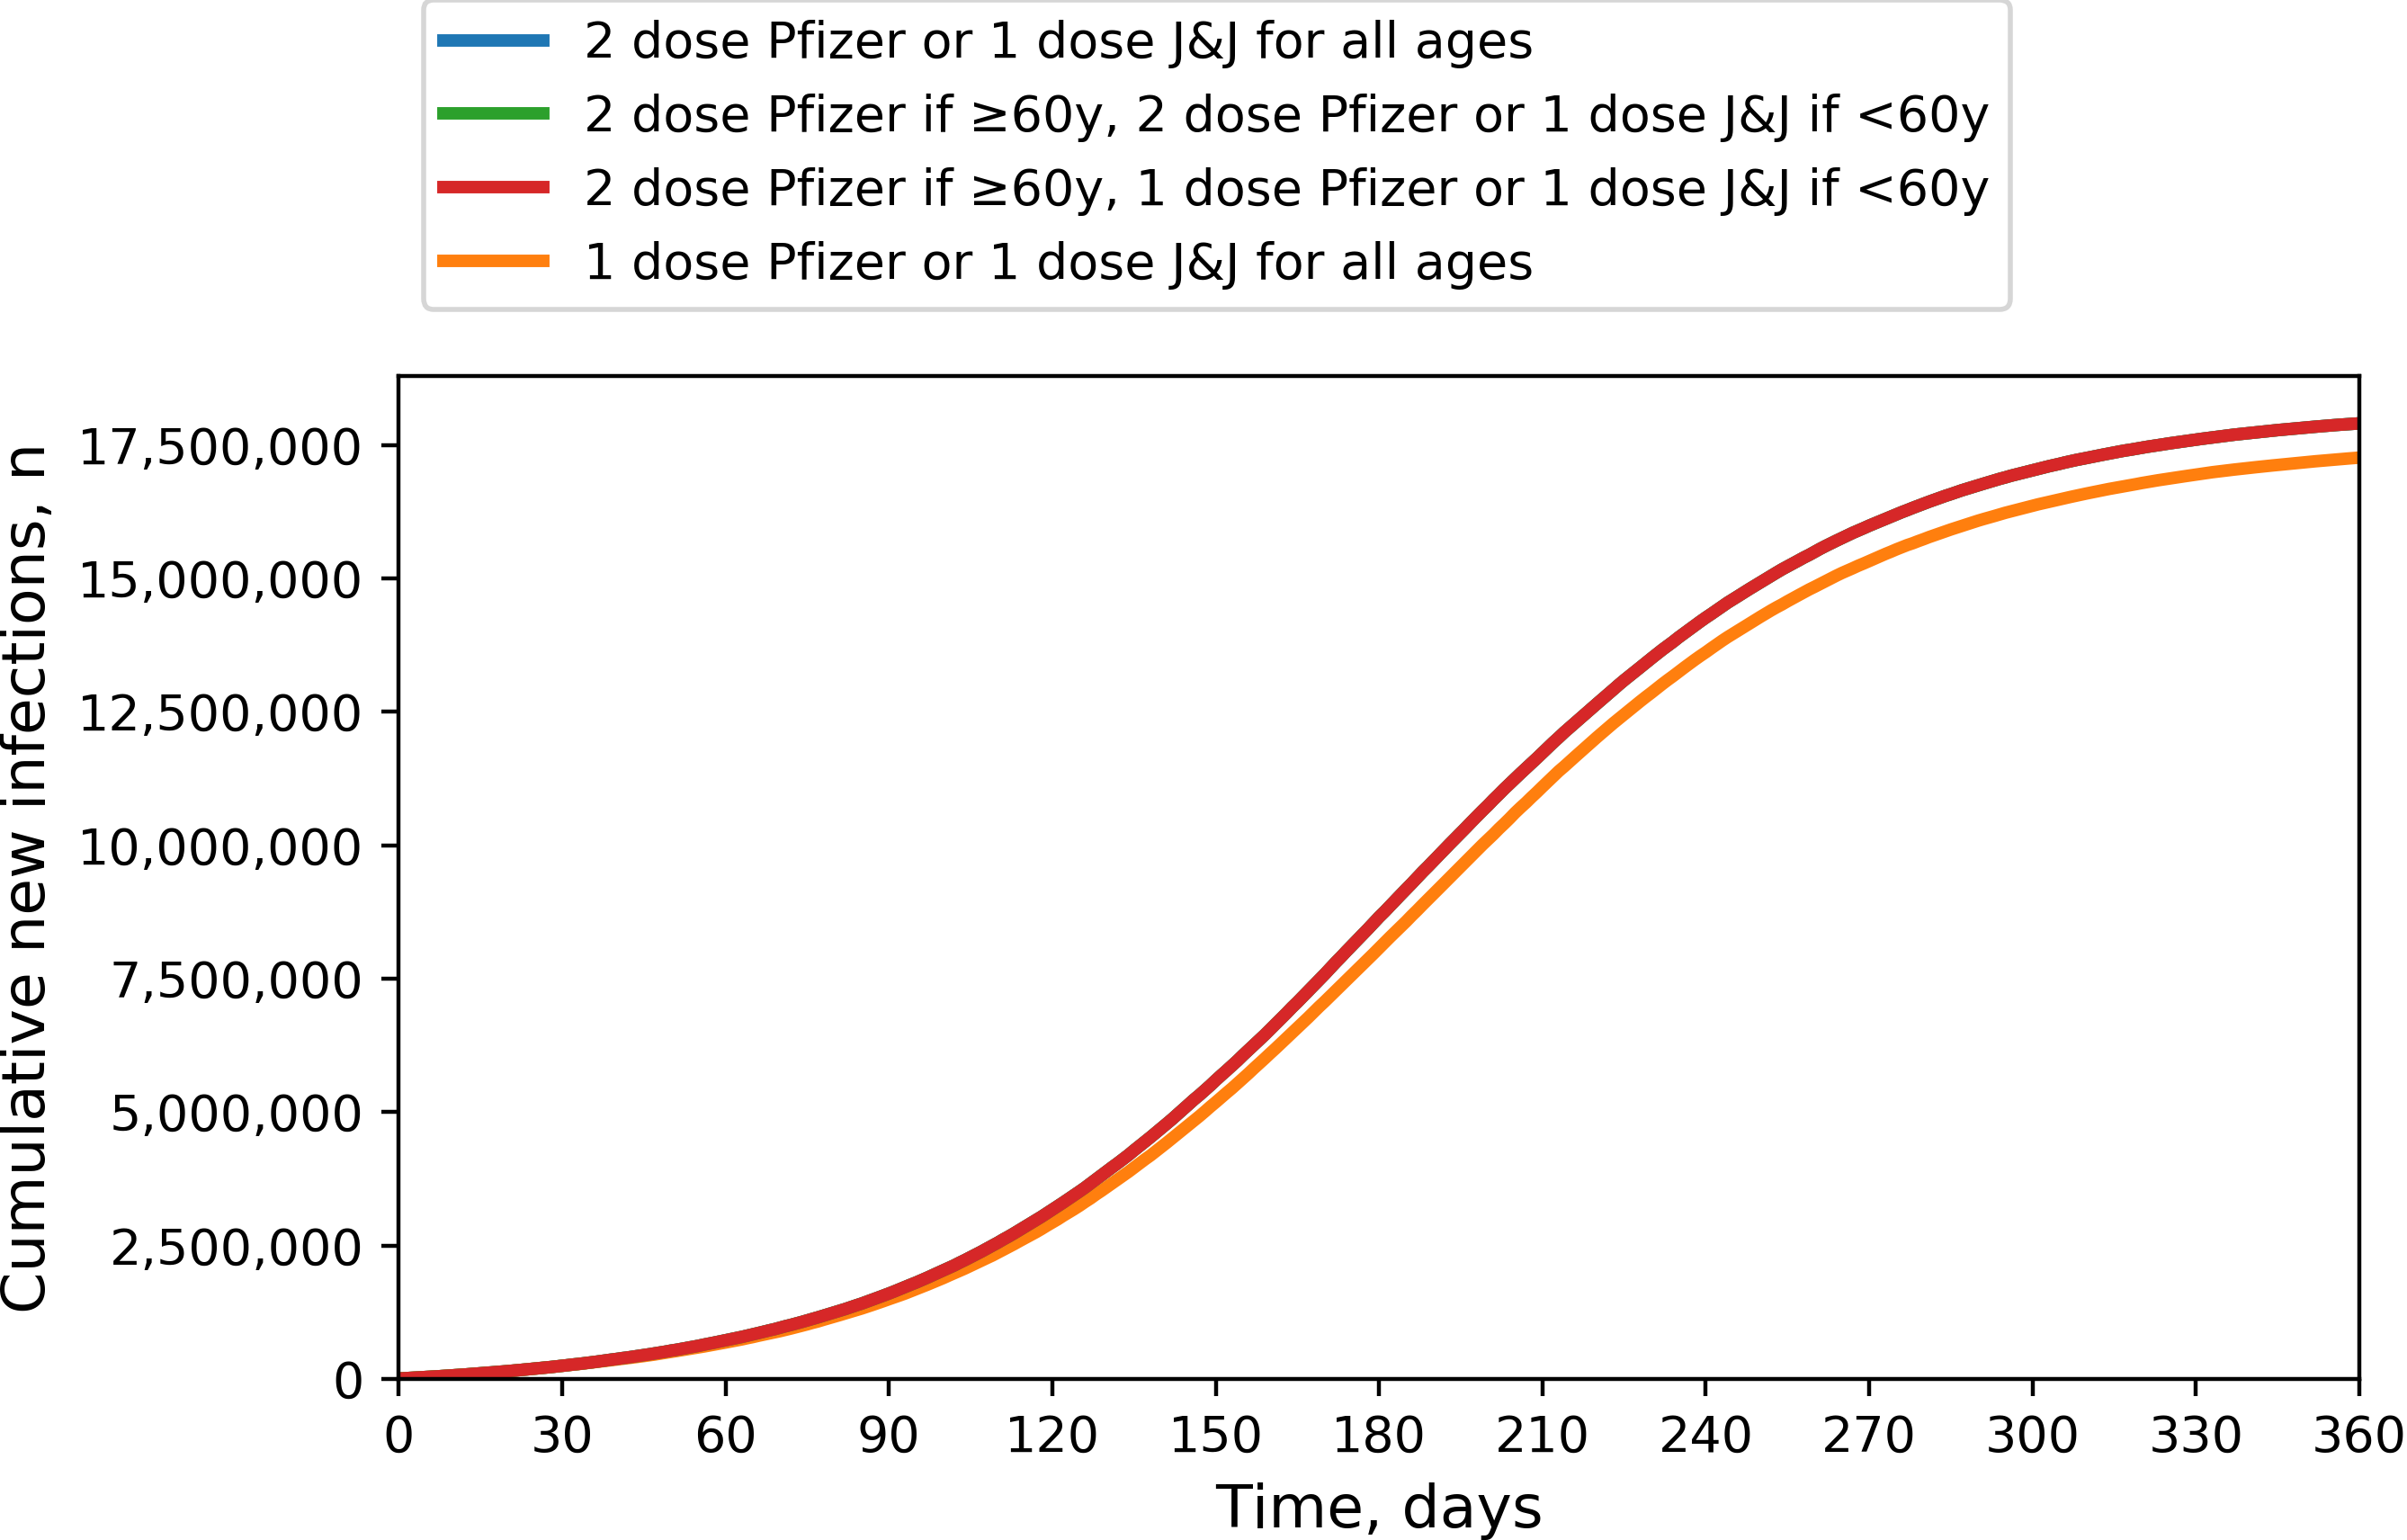 2 dose Pfizer or 1 dose J&J for all ages
2 dose Pfizer if ≥60y, 2 dose Pfizer or 1 dose J&J if <60y
2 dose Pfizer if ≥60y, 1 dose Pfizer or 1 dose J&J if <60y
1 dose Pfizer or 1 dose J&J for all ages
Cumulative new infections, n
17,500,000
15,000,000
12,500,000
10,000,000
7,500,000
5,000,000
2,500,000
0
0 30 60 90 120 150 180 210 240 270 300 330 360
Time, days